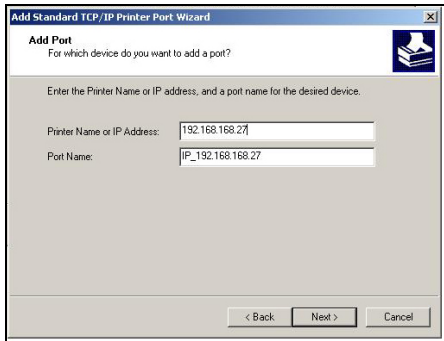 Add Standard TCP/IP Printer Port Wizard
Add Port
For which device do you want to add a port?
Enter the Printer Name or IP address, and a port name for the desired device.
Printer Name or IP Address: 192.168.168.27
Port Name: IP_192.168.168.27
< Back Next > Cancel